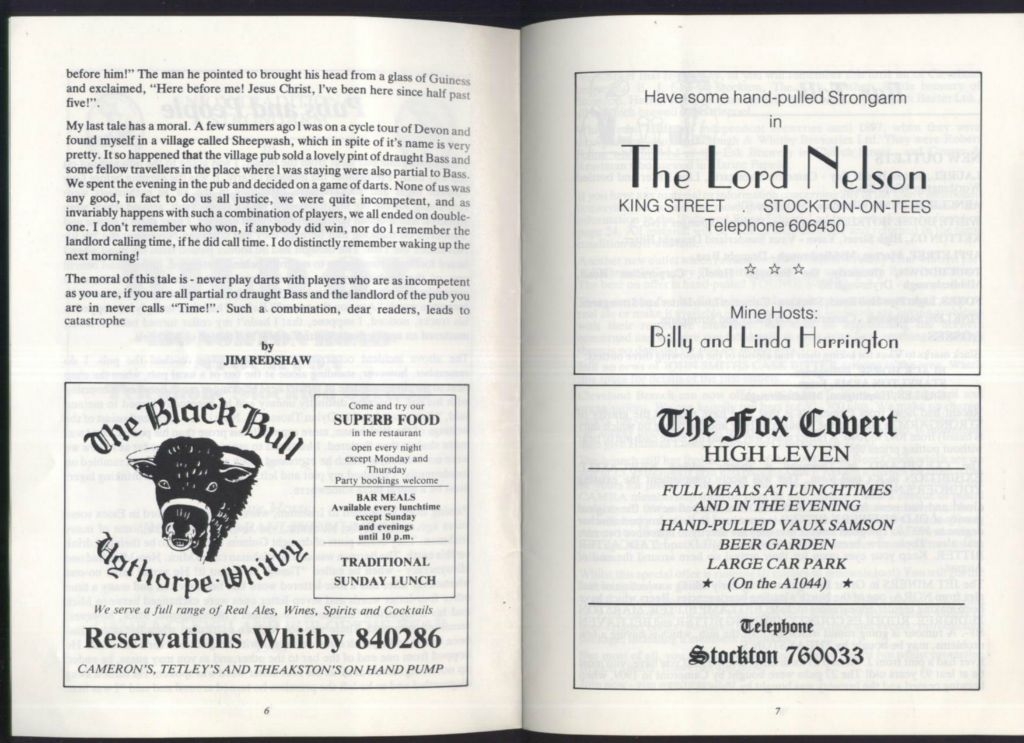 before him!” The man he pointed to brought his head from a glass of Guiness
and exclaimed, “Here before me! Jesus Christ, I've been here since half past
five!”.
My last tale has a moral. A few summers ago I was on a cycle tour of Devon and
found myself in a village called Sheepwash, which in spite of it's name is very
pretty. It so happened that the village pub sold a lovely pint of draught Bass and
some fellow travellers in the place where I was staying were also partial to Bass.
We spent the evening in the pub and decided on a game of darts. None of us was
any good, in fact to do us all justice, we were quite incompetent, and as
invariably happens with such a combination of players, we all ended on double-
one. I don't remember who won, if anybody did win, nor do I remember the
landlord calling time, if he did call time. I do distinctly remember waking up the
next morning!
The moral of this tale is - never play darts with players who are as incompetent
as you are, if you are all partial ro draught Bass and the landlord of the pub you
are in never calls “Time!”. Such a combination, dear readers, leads to
catastrophe
by
JIM REDSHAW
The Black Bull
Ugthorpe · Whitby
Come and try our
SUPERB FOOD
in the restaurant
open every night
except Monday and
Thursday
Party bookings welcome
BAR MEALS
Available every lunchtime
except Sunday
and evenings
until 10 p.m.
TRADITIONAL
SUNDAY LUNCH
We serve a full range of Real Ales, Wines, Spirits and Cocktails
Reservations Whitby 840286
CAMERON'S, TETLEY'S AND THEAKSTON'S ON HAND PUMP
6
Have some hand-pulled Strongarm
in
The Lord Nelson
KING STREET . STOCKTON-ON-TEES
Telephone 606450
☆ ☆ ☆
Mine Hosts:
Billy and Linda Harrington
The Fox Covert
HIGH LEVEN
FULL MEALS AT LUNCHTIMES
AND IN THE EVENING
HAND-PULLED VAUX SAMSON
BEER GARDEN
LARGE CAR PARK
★ (On the A1044) ★
Telephone
Stockton 760033
7